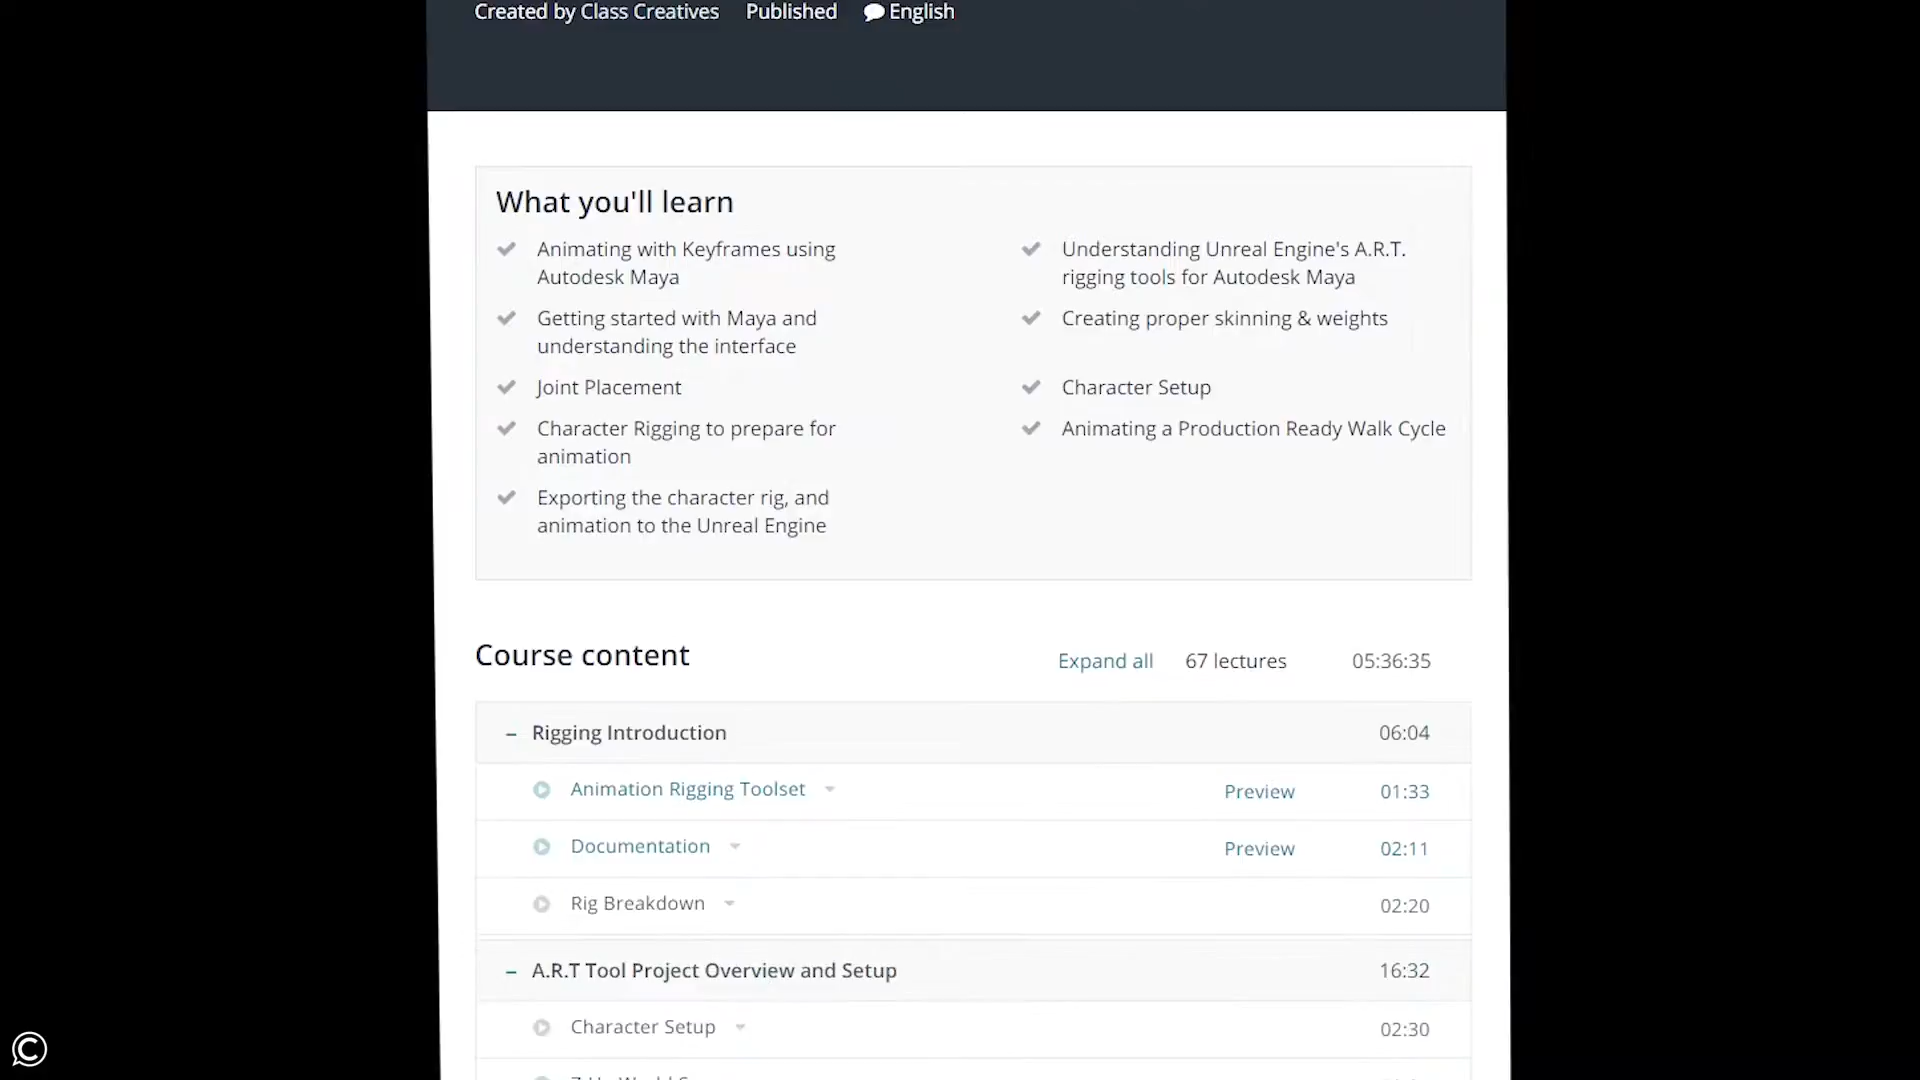 Created by Class Creatives Published English
What you'll learn
Animating with Keyframes using
Autodesk Maya
Understanding Unreal Engine's A.R.T.
rigging tools for Autodesk Maya
Getting started with Maya and
understanding the interface
Creating proper skinning & weights
Joint Placement
Character Setup
Character Rigging to prepare for
animation
Animating a Production Ready Walk Cycle
Exporting the character rig, and
animation to the Unreal Engine
Course content Expand all 67 lectures 05:36:35
Rigging Introduction 06:04
Animation Rigging Toolset Preview 01:33
Documentation Preview 02:11
Rig Breakdown 02:20
A.R.T Tool Project Overview and Setup 16:32
Character Setup 02:30